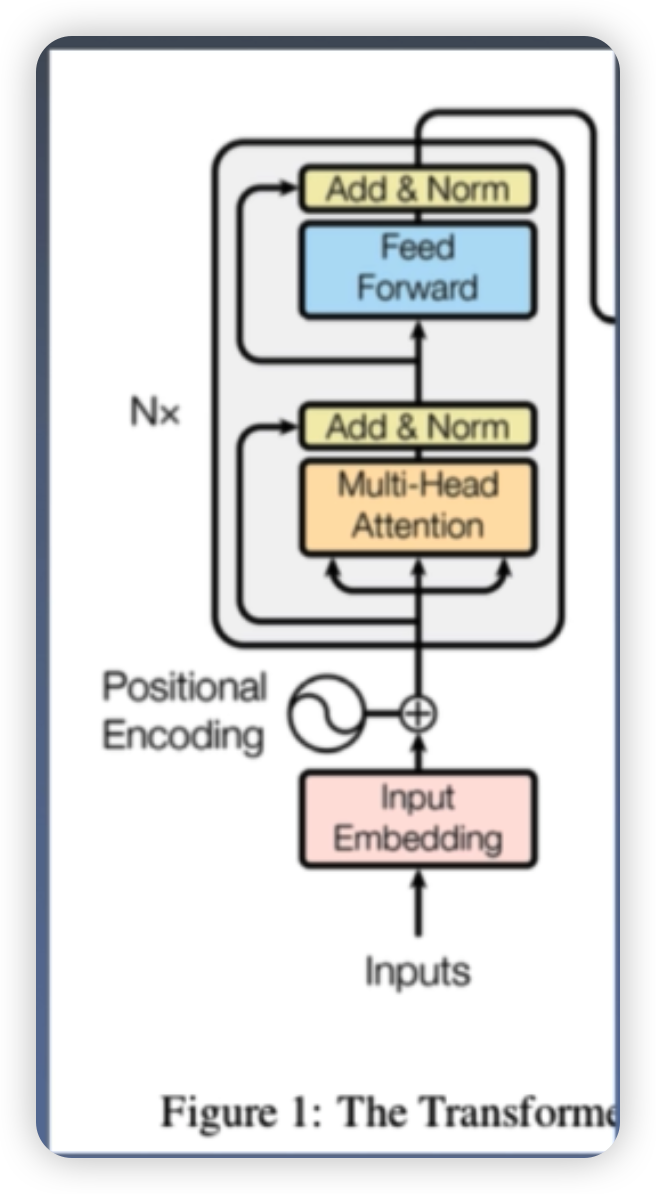 Add & Norm
Feed
Forward
Nx
Add & Norm
Multi-Head
Attention
Positional
Encoding
Input
Embedding
Inputs
Figure 1: The Transforme